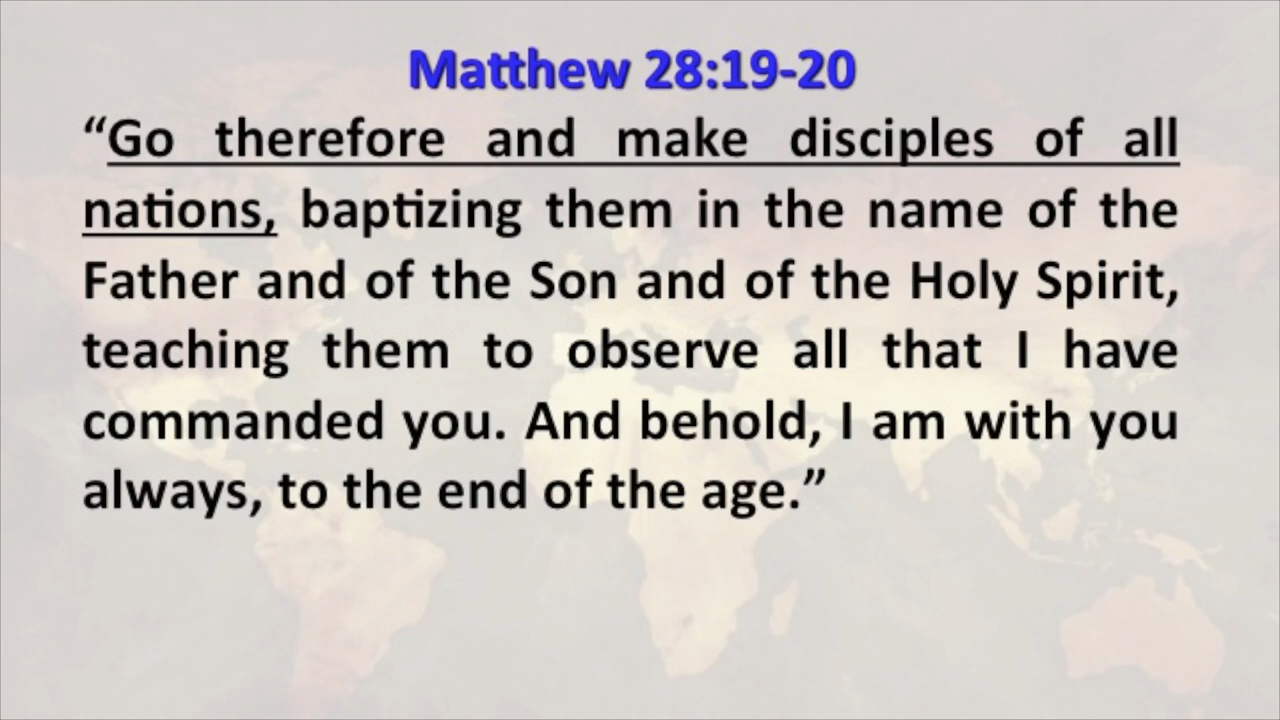 Matthew 28:19-20
“Go therefore and make disciples of all
nations, baptizing them in the name of the
Father and of the Son and of the Holy Spirit,
teaching them to observe all that I have
commanded you. And behold, I am with you
always, to the end of the age.”